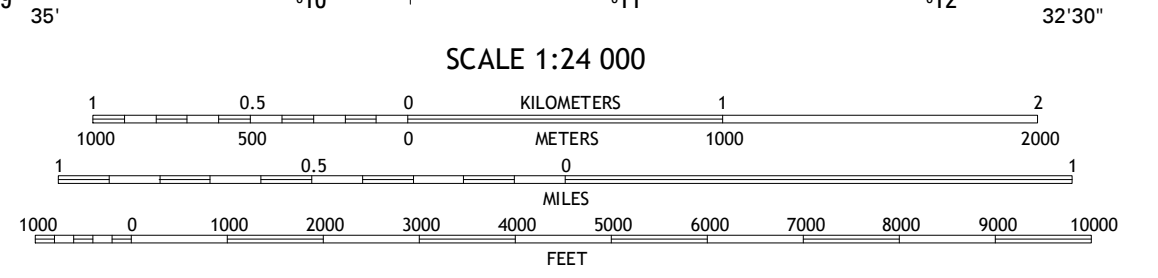 35' 32'30"
SCALE 1:24 000
1 0.5 0 KILOMETERS 1 2
1000 500 0 METERS 1000 2000
1 0.5 0 1
MILES
1000 0 1000 2000 3000 4000 5000 6000 7000 8000 9000 10000
FEET